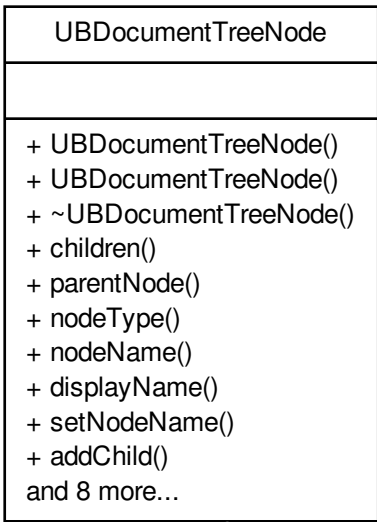 UBDocumentTreeNode
+ UBDocumentTreeNode()
+ UBDocumentTreeNode()
+ ~UBDocumentTreeNode()
+ children()
+ parentNode()
+ nodeType()
+ nodeName()
+ displayName()
+ setNodeName()
+ addChild()
and 8 more...